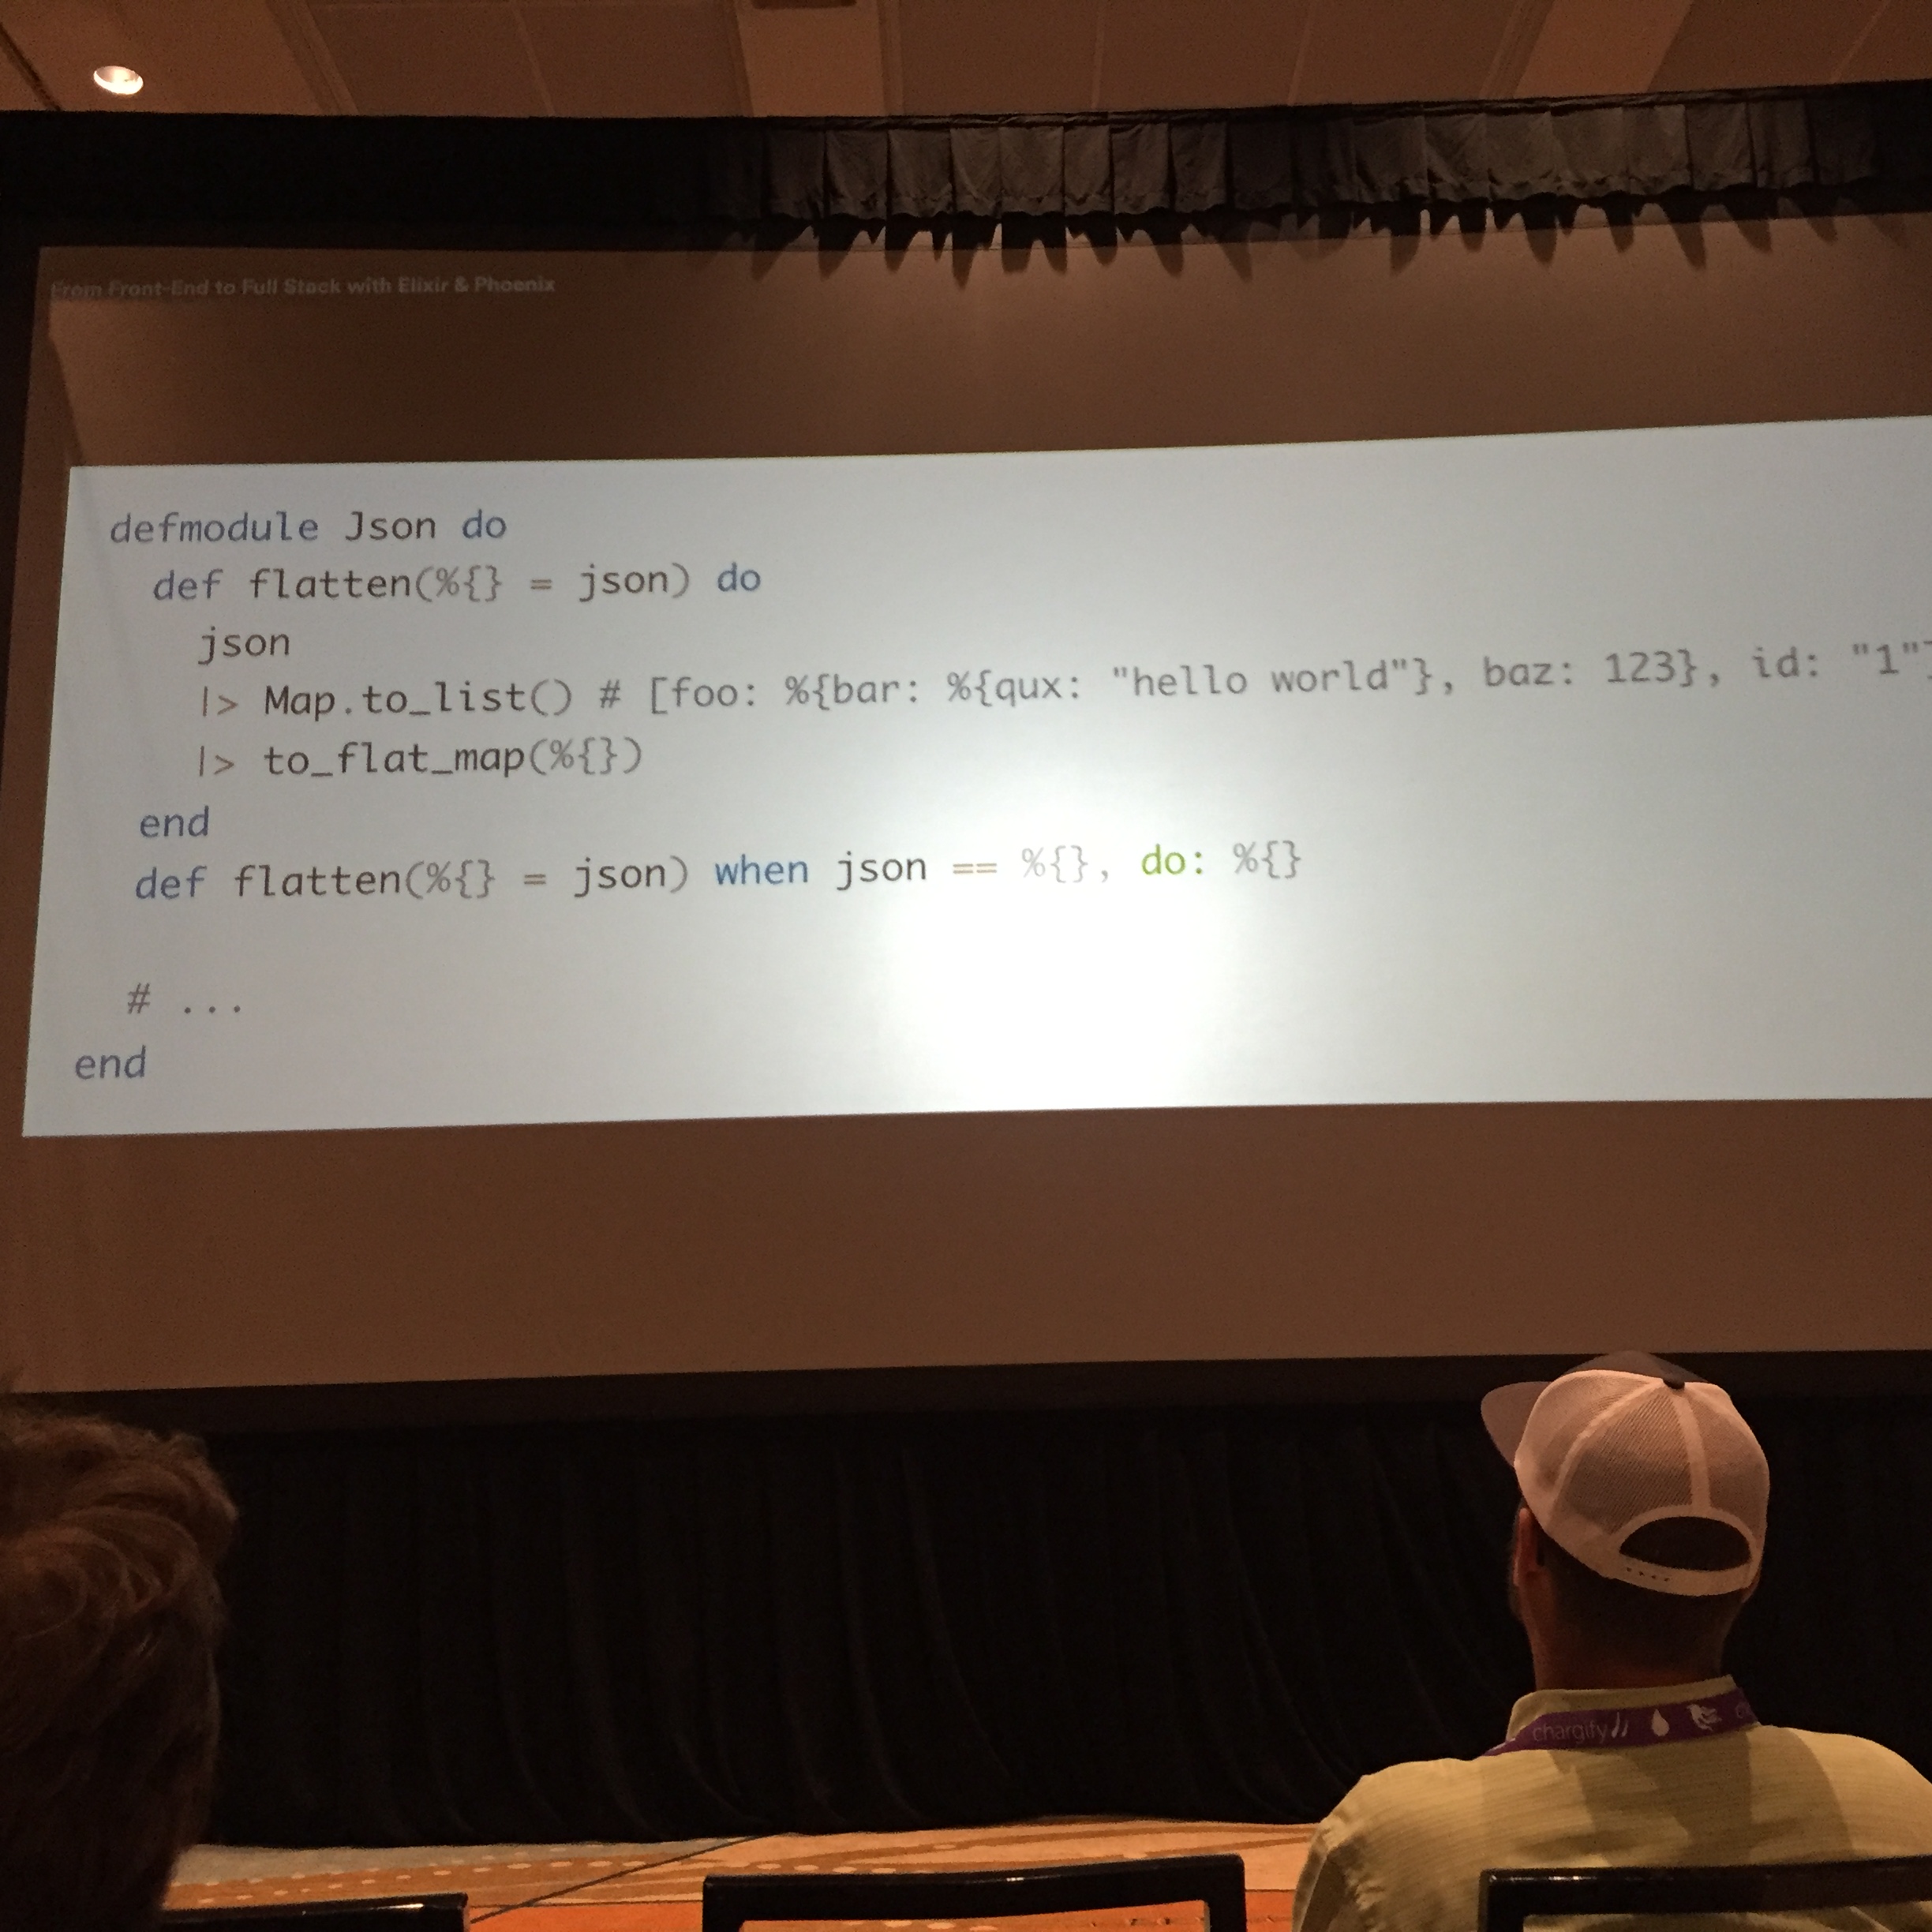 From Front-End to Full Stack with Elixir & Phoenix
defmodule Json do
def flatten(%{} = json) do
json
|> Map.to_list() # [foo: %{bar: %{qux: "hello world"}, baz: 123}, id: "1"]
|> to_flat_map(%{})
end
def flatten(%{} = json) when json == %{}, do: %{}
# ...
end
chargify